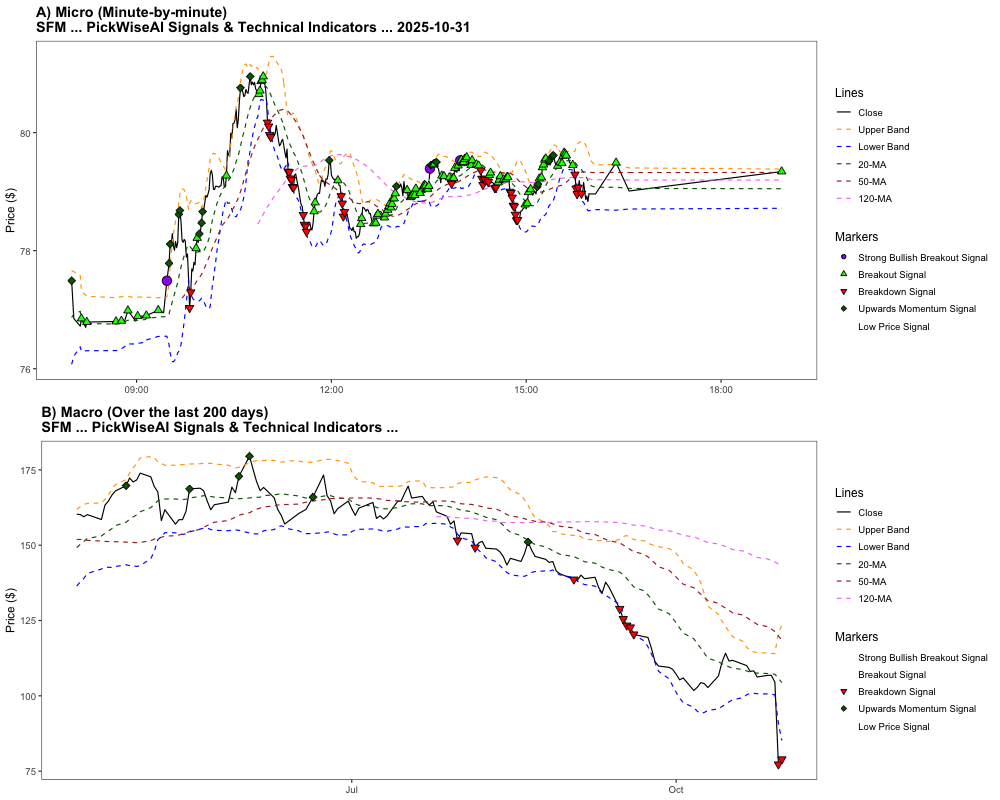 A) Micro (Minute-by-minute)
SFM ... PickWiseAI Signals & Technical Indicators ... 2025-10-31
Price ($)
80
78
76
09:00
12:00
15:00
18:00
Lines
Close
Upper Band
Lower Band
20-MA
50-MA
120-MA
Markers
Strong Bullish Breakout Signal
Breakout Signal
Breakdown Signal
Upwards Momentum Signal
Low Price Signal
B) Macro (Over the last 200 days)
SFM ... PickWiseAI Signals & Technical Indicators ...
Price ($)
175
150
125
100
75
Jul
Oct
Lines
Close
Upper Band
Lower Band
20-MA
50-MA
120-MA
Markers
Strong Bullish Breakout Signal
Breakout Signal
Breakdown Signal
Upwards Momentum Signal
Low Price Signal